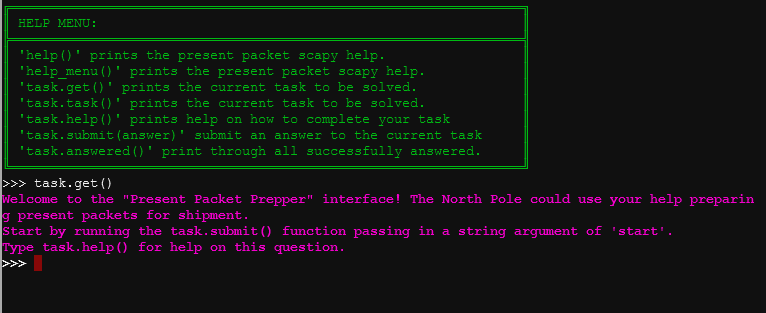 HELP MENU:
'help()' prints the present packet scapy help.
'help_menu()' prints the present packet scapy help.
'task.get()' prints the current task to be solved.
'task.task()' prints the current task to be solved.
'task.help()' prints help on how to complete your task
'task.submit(answer)' submit an answer to the current task
'task.answered()' print through all successfully answered.
>>> task.get()
Welcome to the "Present Packet Prepper" interface! The North Pole could use your help preparin
g present packets for shipment.
Start by running the task.submit() function passing in a string argument of 'start'.
Type task.help() for help on this question.
>>>